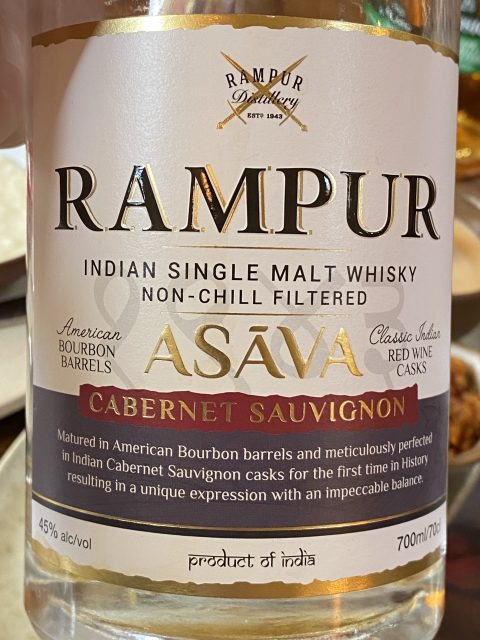 RAMPUR
Distillery
ESTD 1943
RAMPUR
INDIAN SINGLE MALT WHISKY
NON-CHILL FILTERED
American
BOURBON
BARRELS
ASĀVA
Classic Indian
RED WINE
CASKS
CABERNET SAUVIGNON
Matured in American Bourbon barrels and meticulously perfected
in Indian Cabernet Sauvignon casks for the first time in History
resulting in a unique expression with an impeccable balance.
45% alc/vol
700ml/70cl
product of india